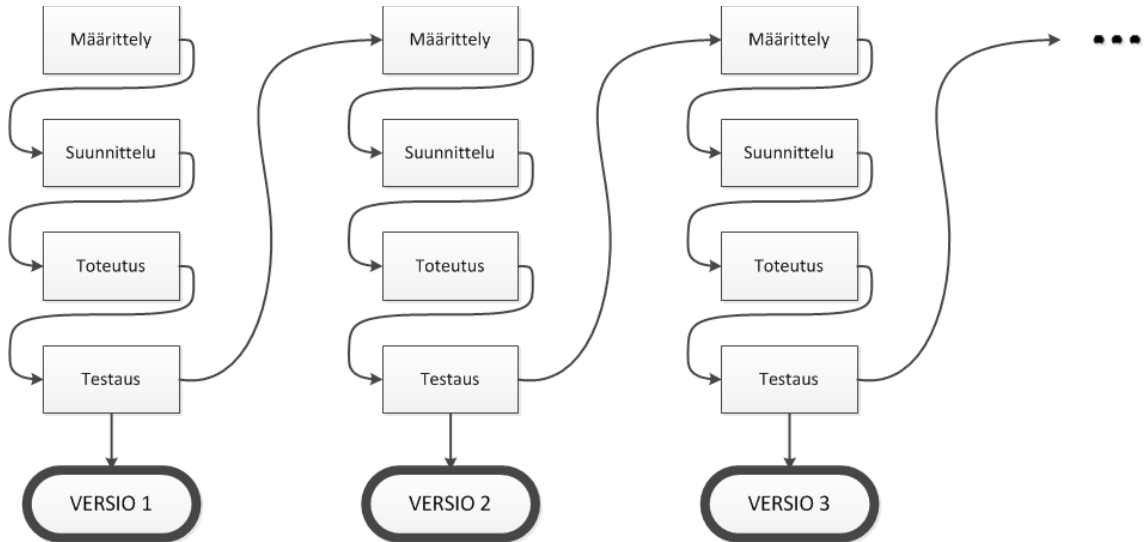 Määrittely
Suunnittelu
Toteutus
Testaus
VERSIO 1
Määrittely
Suunnittelu
Toteutus
Testaus
VERSIO 2
Määrittely
Suunnittelu
Toteutus
Testaus
VERSIO 3
...